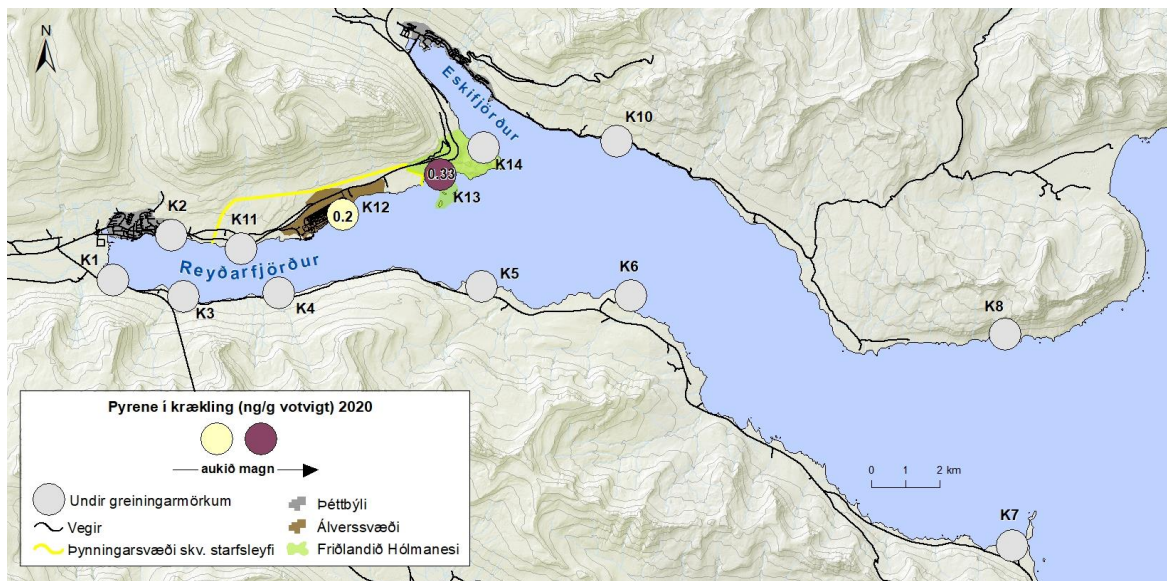 N
Eskifjörður
K10
K14
0.33
K13
K2
K11
0.2
K12
Reyðarfjörður
K1
K3
K4
K5
K6
K8
Pyrene í krækling (ng/g votvigt) 2020
aukið magn
Undir greiningarmörkum
Vegir
Þynningarsvæði skv. starfsleyfi
Þéttbýli
Álverssvæði
Friðlandið Hólmanesi
0 1 2 km
K7